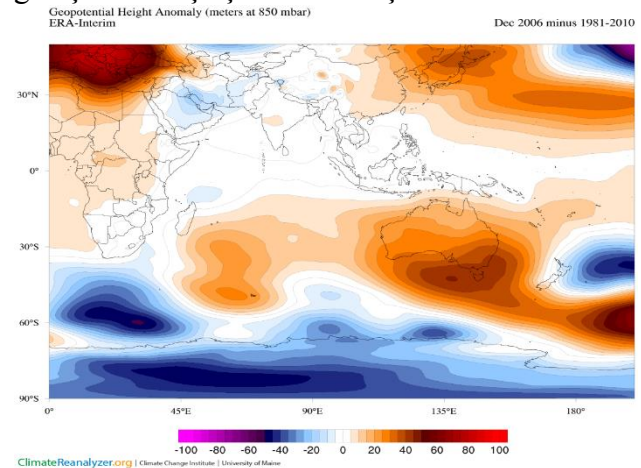 Geopotential Height Anomaly (meters at 850 mbar)
ERA-Interim
Dec 2006 minus 1981-2010
30°N
0°
30°S
60°S
90°S
0° 45°E 90°E 135°E 180°
-100 -80 -60 -40 -20 0 20 40 60 80 100
ClimateReanalyzer.org | Climate Change Institute | University of Maine